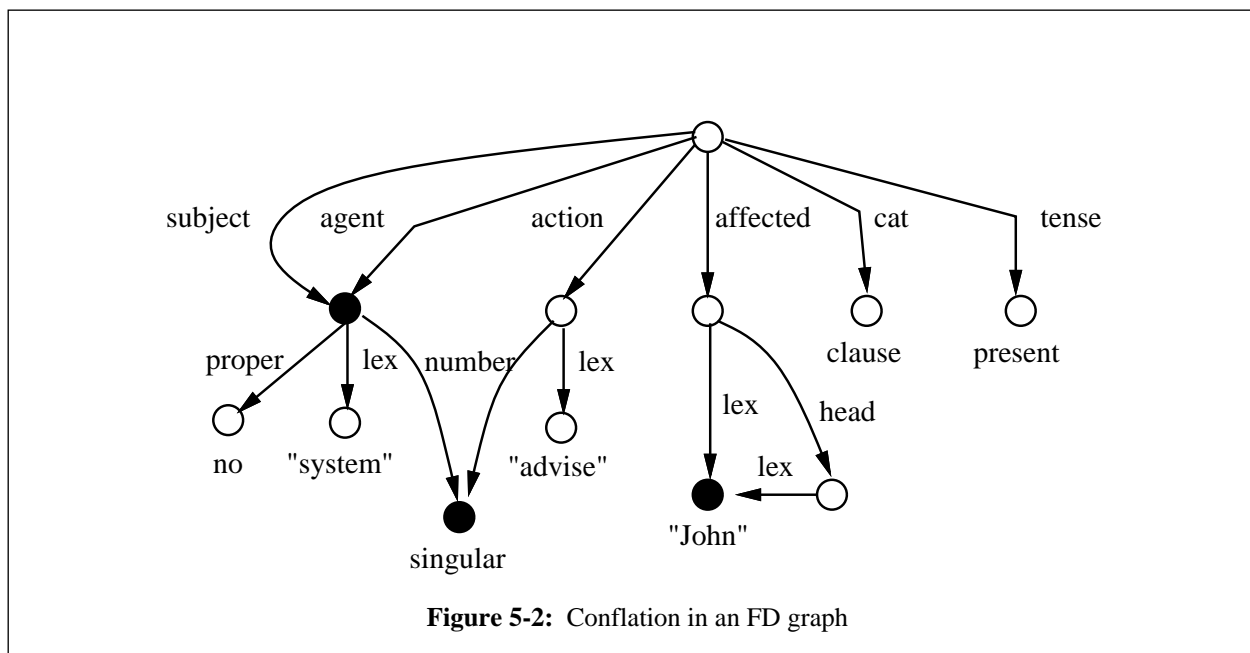 subject agent action affected cat tense
proper lex number lex clause present
lex head
no "system" "advise" lex
"John"
singular
Figure 5-2: Conflation in an FD graph